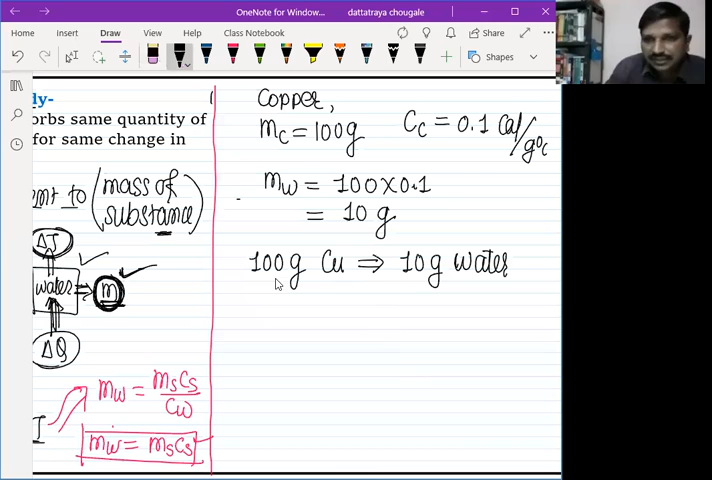 OneNote for Window...
dattatraya chougale
Home Insert Draw View Class Notebook Share
Shapes
dy-
orbs same quantity of
for same change in
ent to (mass of
substance)
ΔT
water ⇒ m
ΔQ
I
mw = mscs/cw
mw = mscs
Copper,
mc = 100g Cc = 0.1 Cal/g°c
mw = 100×0.1
= 10 g
100g Cu ⇒ 10g water